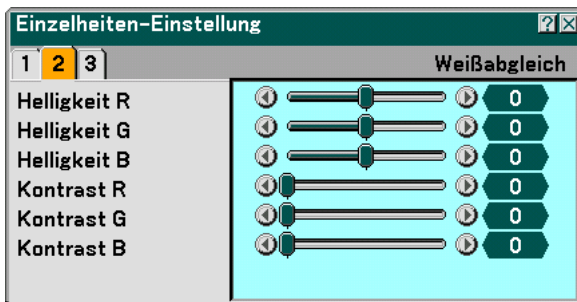 Einzelheiten-Einstellung ? ×
1 2 3 Weißabgleich
Helligkeit R 0
Helligkeit G 0
Helligkeit B 0
Kontrast R 0
Kontrast G 0
Kontrast B 0